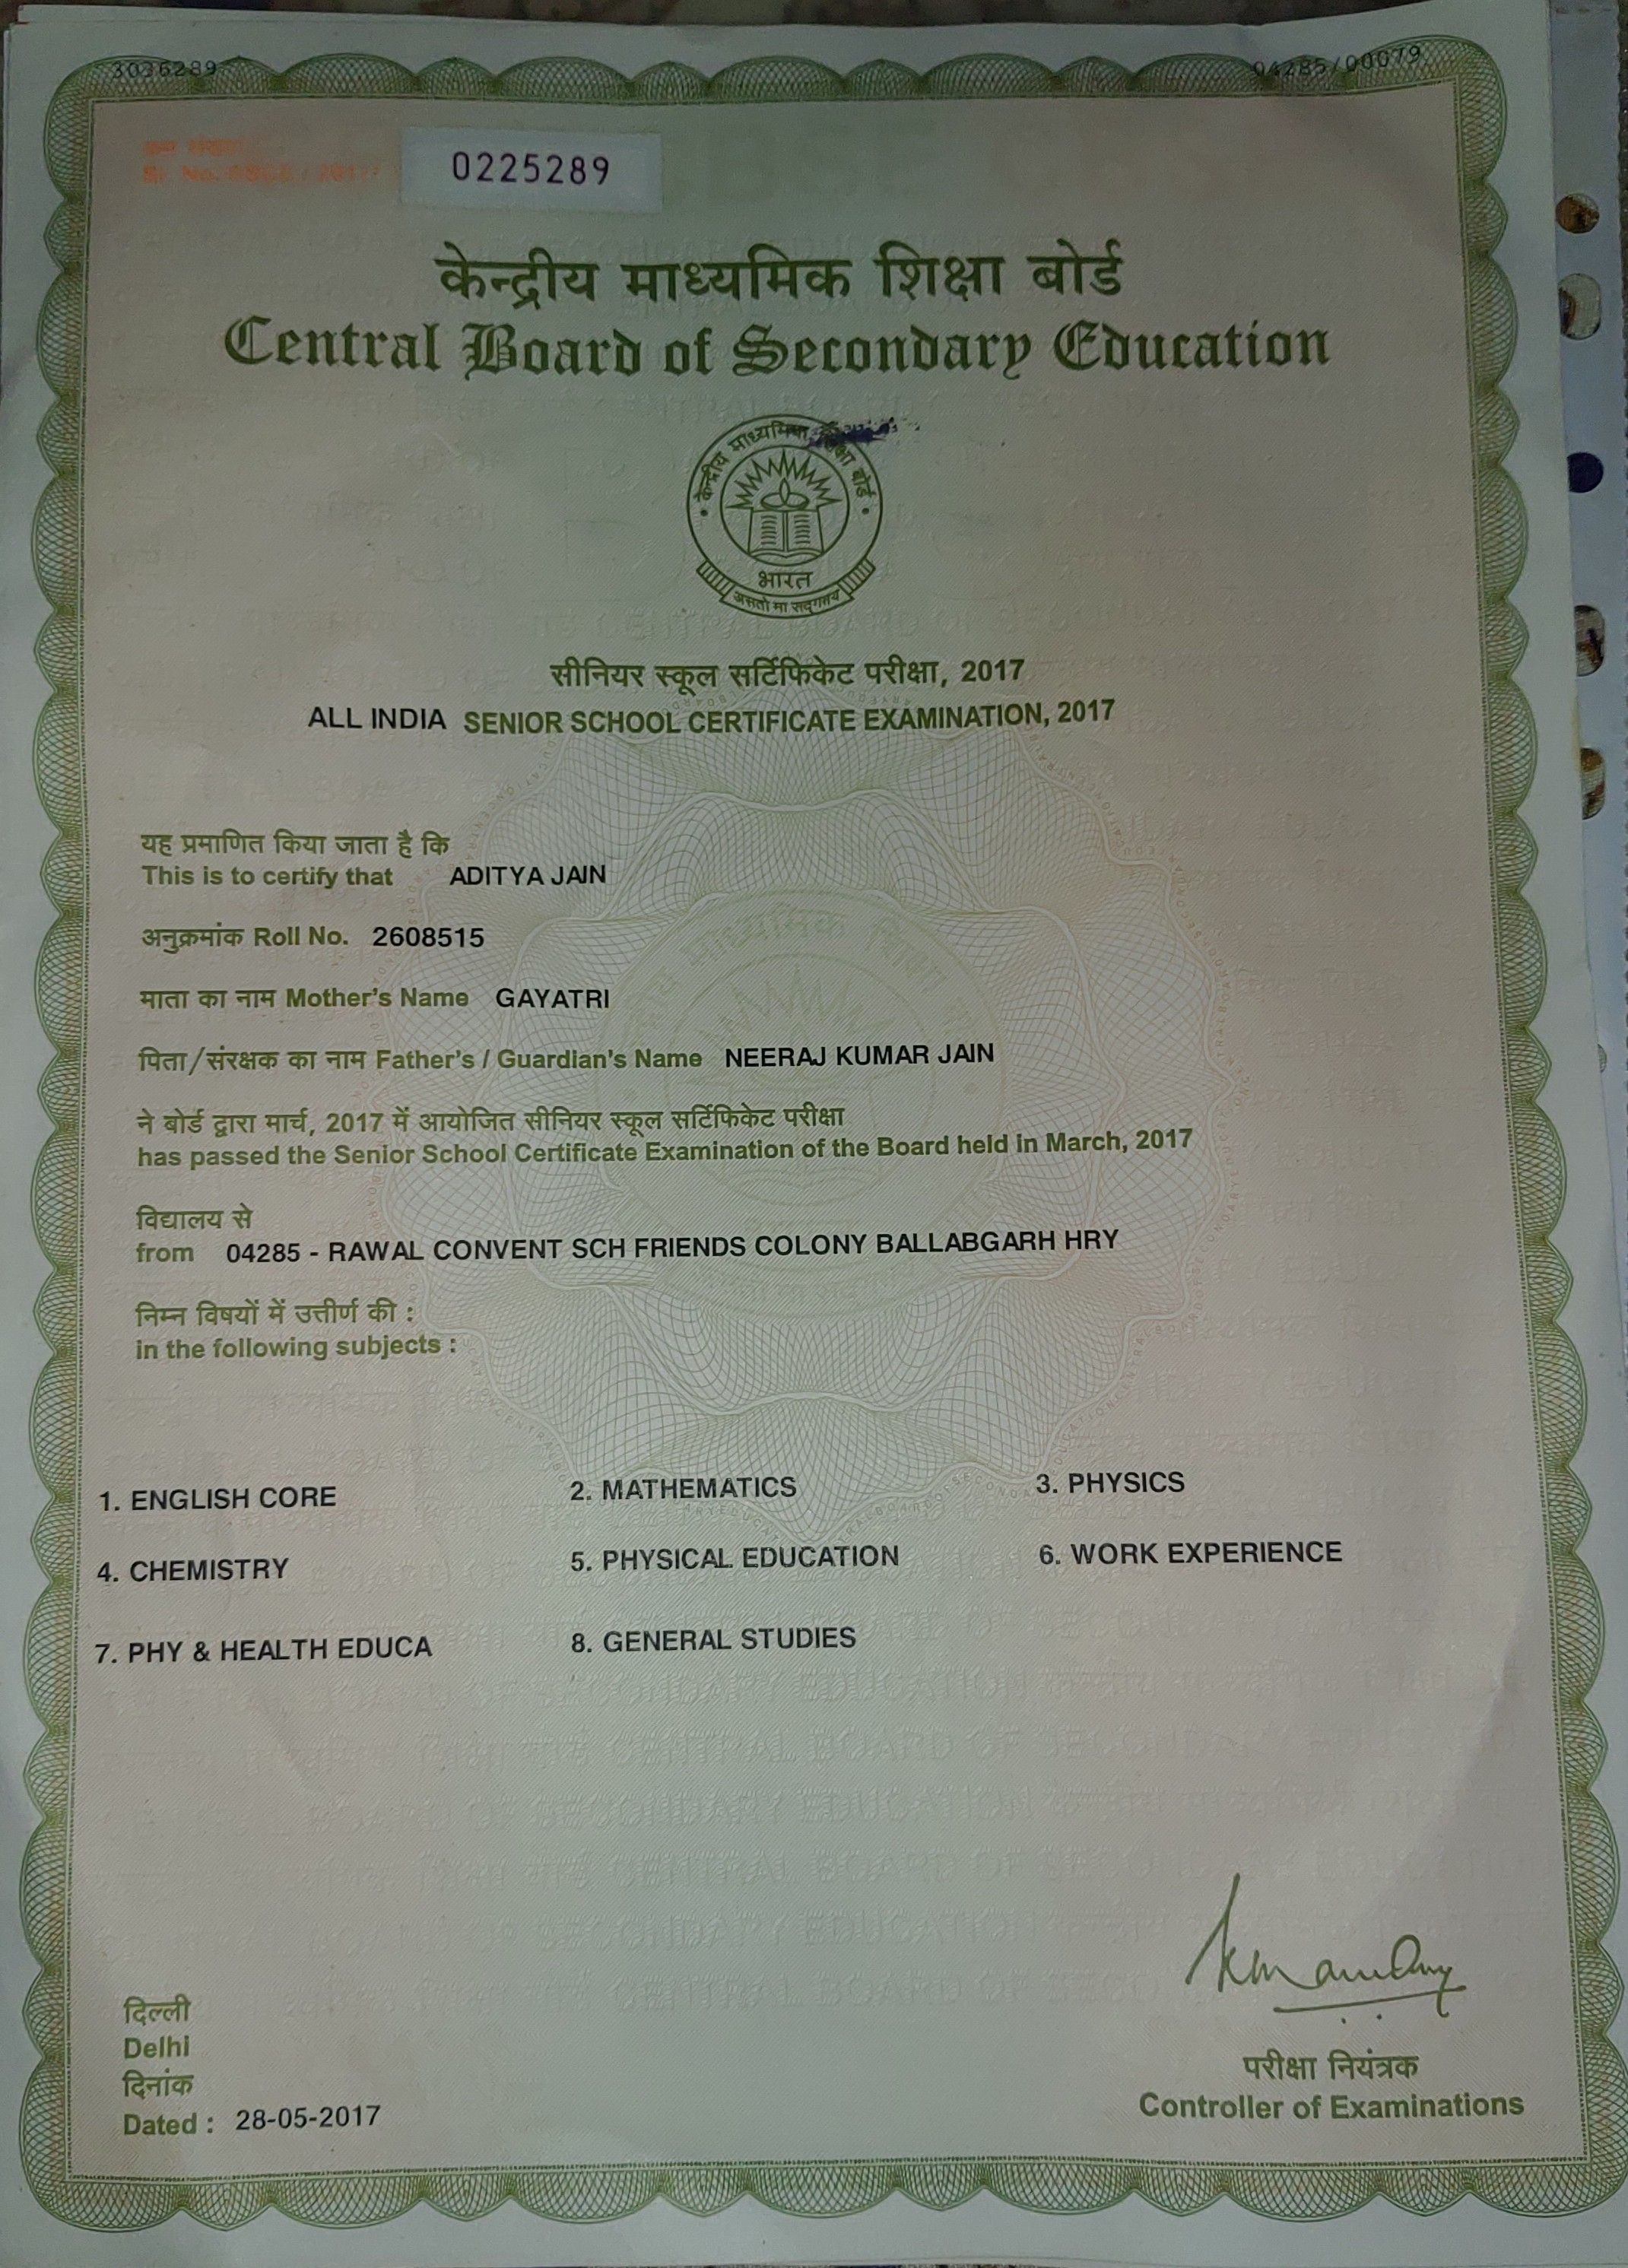 3036289 04285/00079
0225289
केन्द्रीय माध्यमिक शिक्षा बोर्ड
Central Board of Secondary Education
केन्द्रीय माध्यमिक शिक्षा बोर्ड
भारत
असतो मा सद्गमय
सीनियर स्कूल सर्टिफिकेट परीक्षा, 2017
ALL INDIA SENIOR SCHOOL CERTIFICATE EXAMINATION, 2017
यह प्रमाणित किया जाता है कि
This is to certify that ADITYA JAIN
अनुक्रमांक Roll No. 2608515
माता का नाम Mother's Name GAYATRI
पिता/संरक्षक का नाम Father's / Guardian's Name NEERAJ KUMAR JAIN
ने बोर्ड द्वारा मार्च, 2017 में आयोजित सीनियर स्कूल सर्टिफिकेट परीक्षा
has passed the Senior School Certificate Examination of the Board held in March, 2017
विद्यालय से
from 04285 - RAWAL CONVENT SCH FRIENDS COLONY BALLABGARH HRY
निम्न विषयों में उत्तीर्ण की :
in the following subjects :
1. ENGLISH CORE 2. MATHEMATICS 3. PHYSICS
4. CHEMISTRY 5. PHYSICAL EDUCATION 6. WORK EXPERIENCE
7. PHY & HEALTH EDUCA 8. GENERAL STUDIES
दिल्ली
Delhi
दिनांक
Dated : 28-05-2017
परीक्षा नियंत्रक
Controller of Examinations